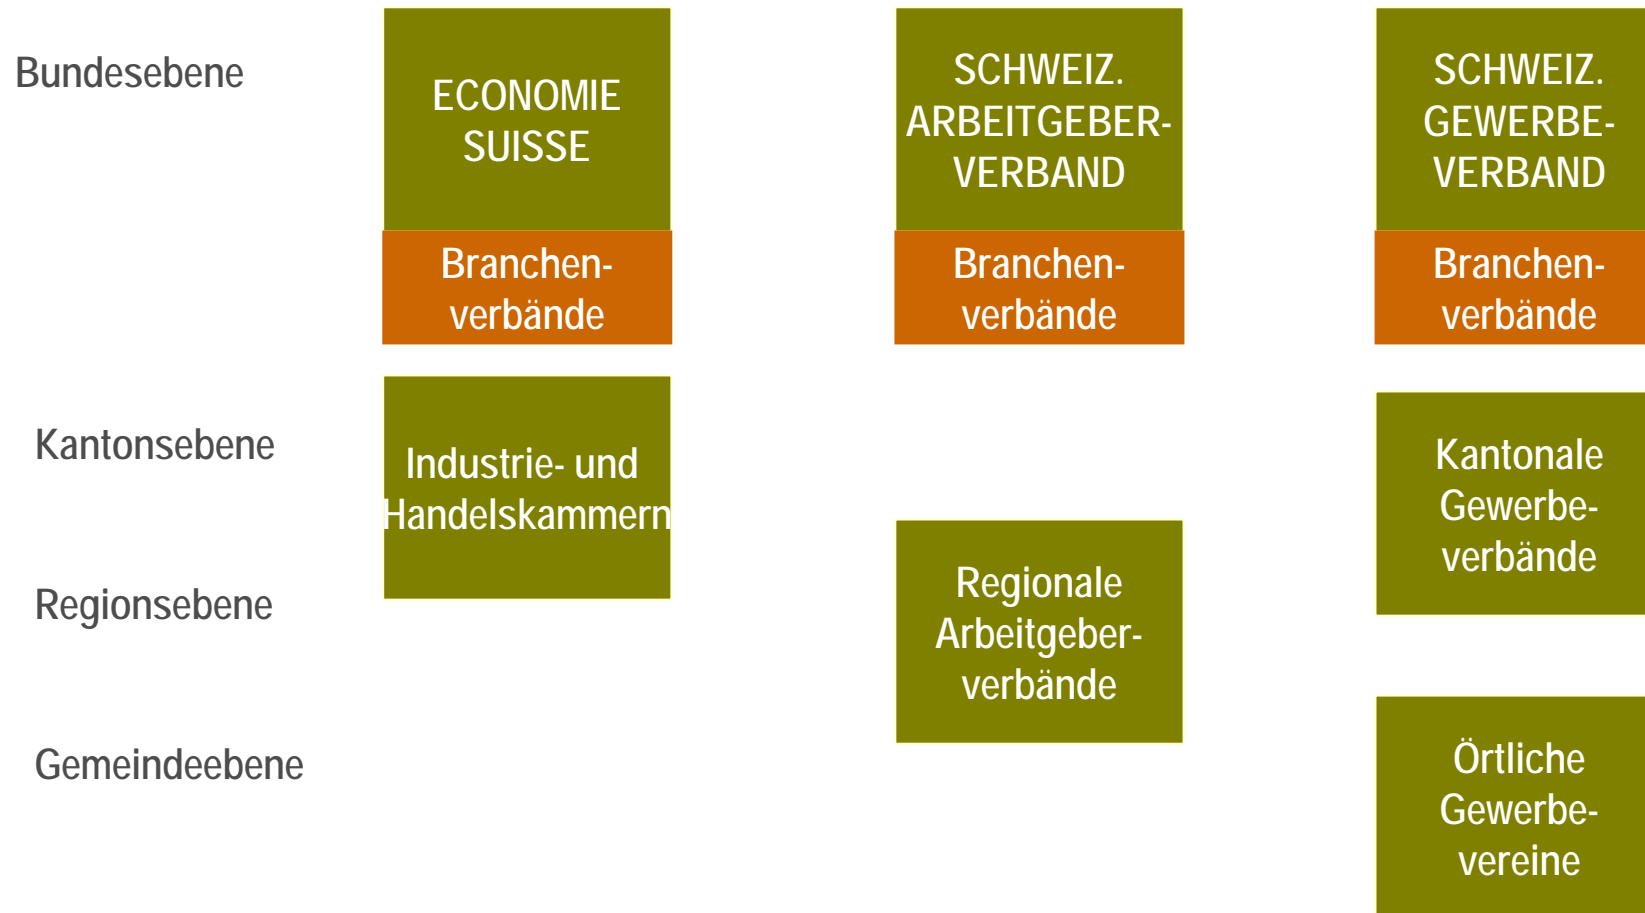 Bundesebene
ECONOMIE
SUISSE
SCHWEIZ.
ARBEITGEBER-
VERBAND
SCHWEIZ.
GEWERBE-
VERBAND
Branchen-
verbände
Branchen-
verbände
Branchen-
verbände
Kantonsebene
Industrie- und
Handelskammern
Kantonale
Gewerbe-
verbände
Regionsebene
Regionale
Arbeitgeber-
verbände
Gemeindeebene
Örtliche
Gewerbe-
vereine